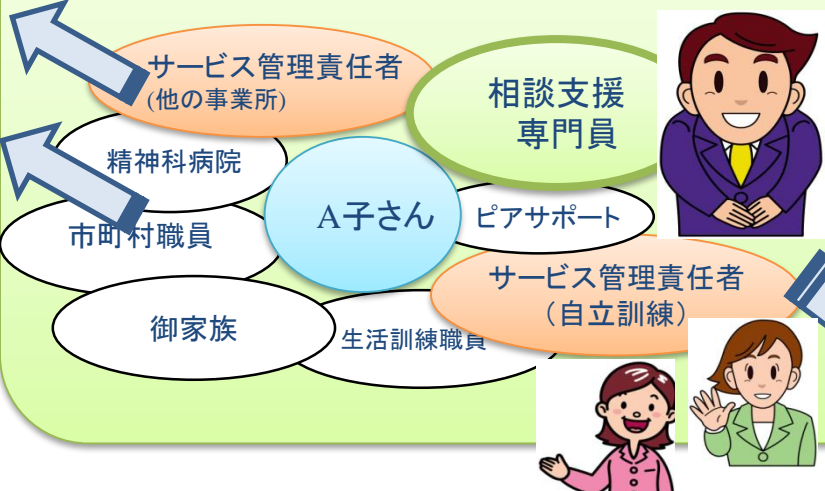 サービス管理責任者
(他の事業所)
相談支援
専門員
精神科病院
A子さん
ピアサポート
市町村職員
サービス管理責任者
（自立訓練）
御家族
生活訓練職員